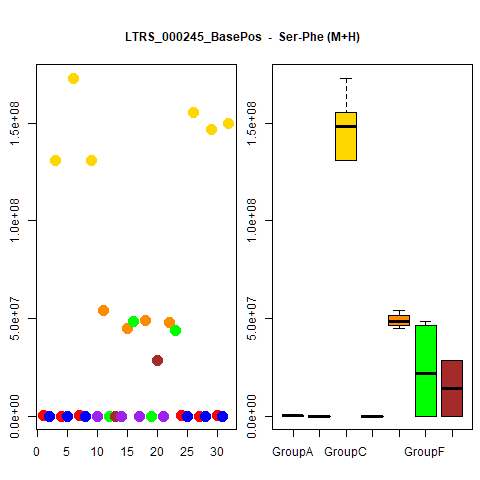 LTRS_000245_BasePos - Ser-Phe (M+H)
1.5e+08
1.0e+08
5.0e+07
0.0e+00
0 5 10 15 20 25 30
1.5e+08
1.0e+08
5.0e+07
0.0e+00
GroupA GroupC GroupF